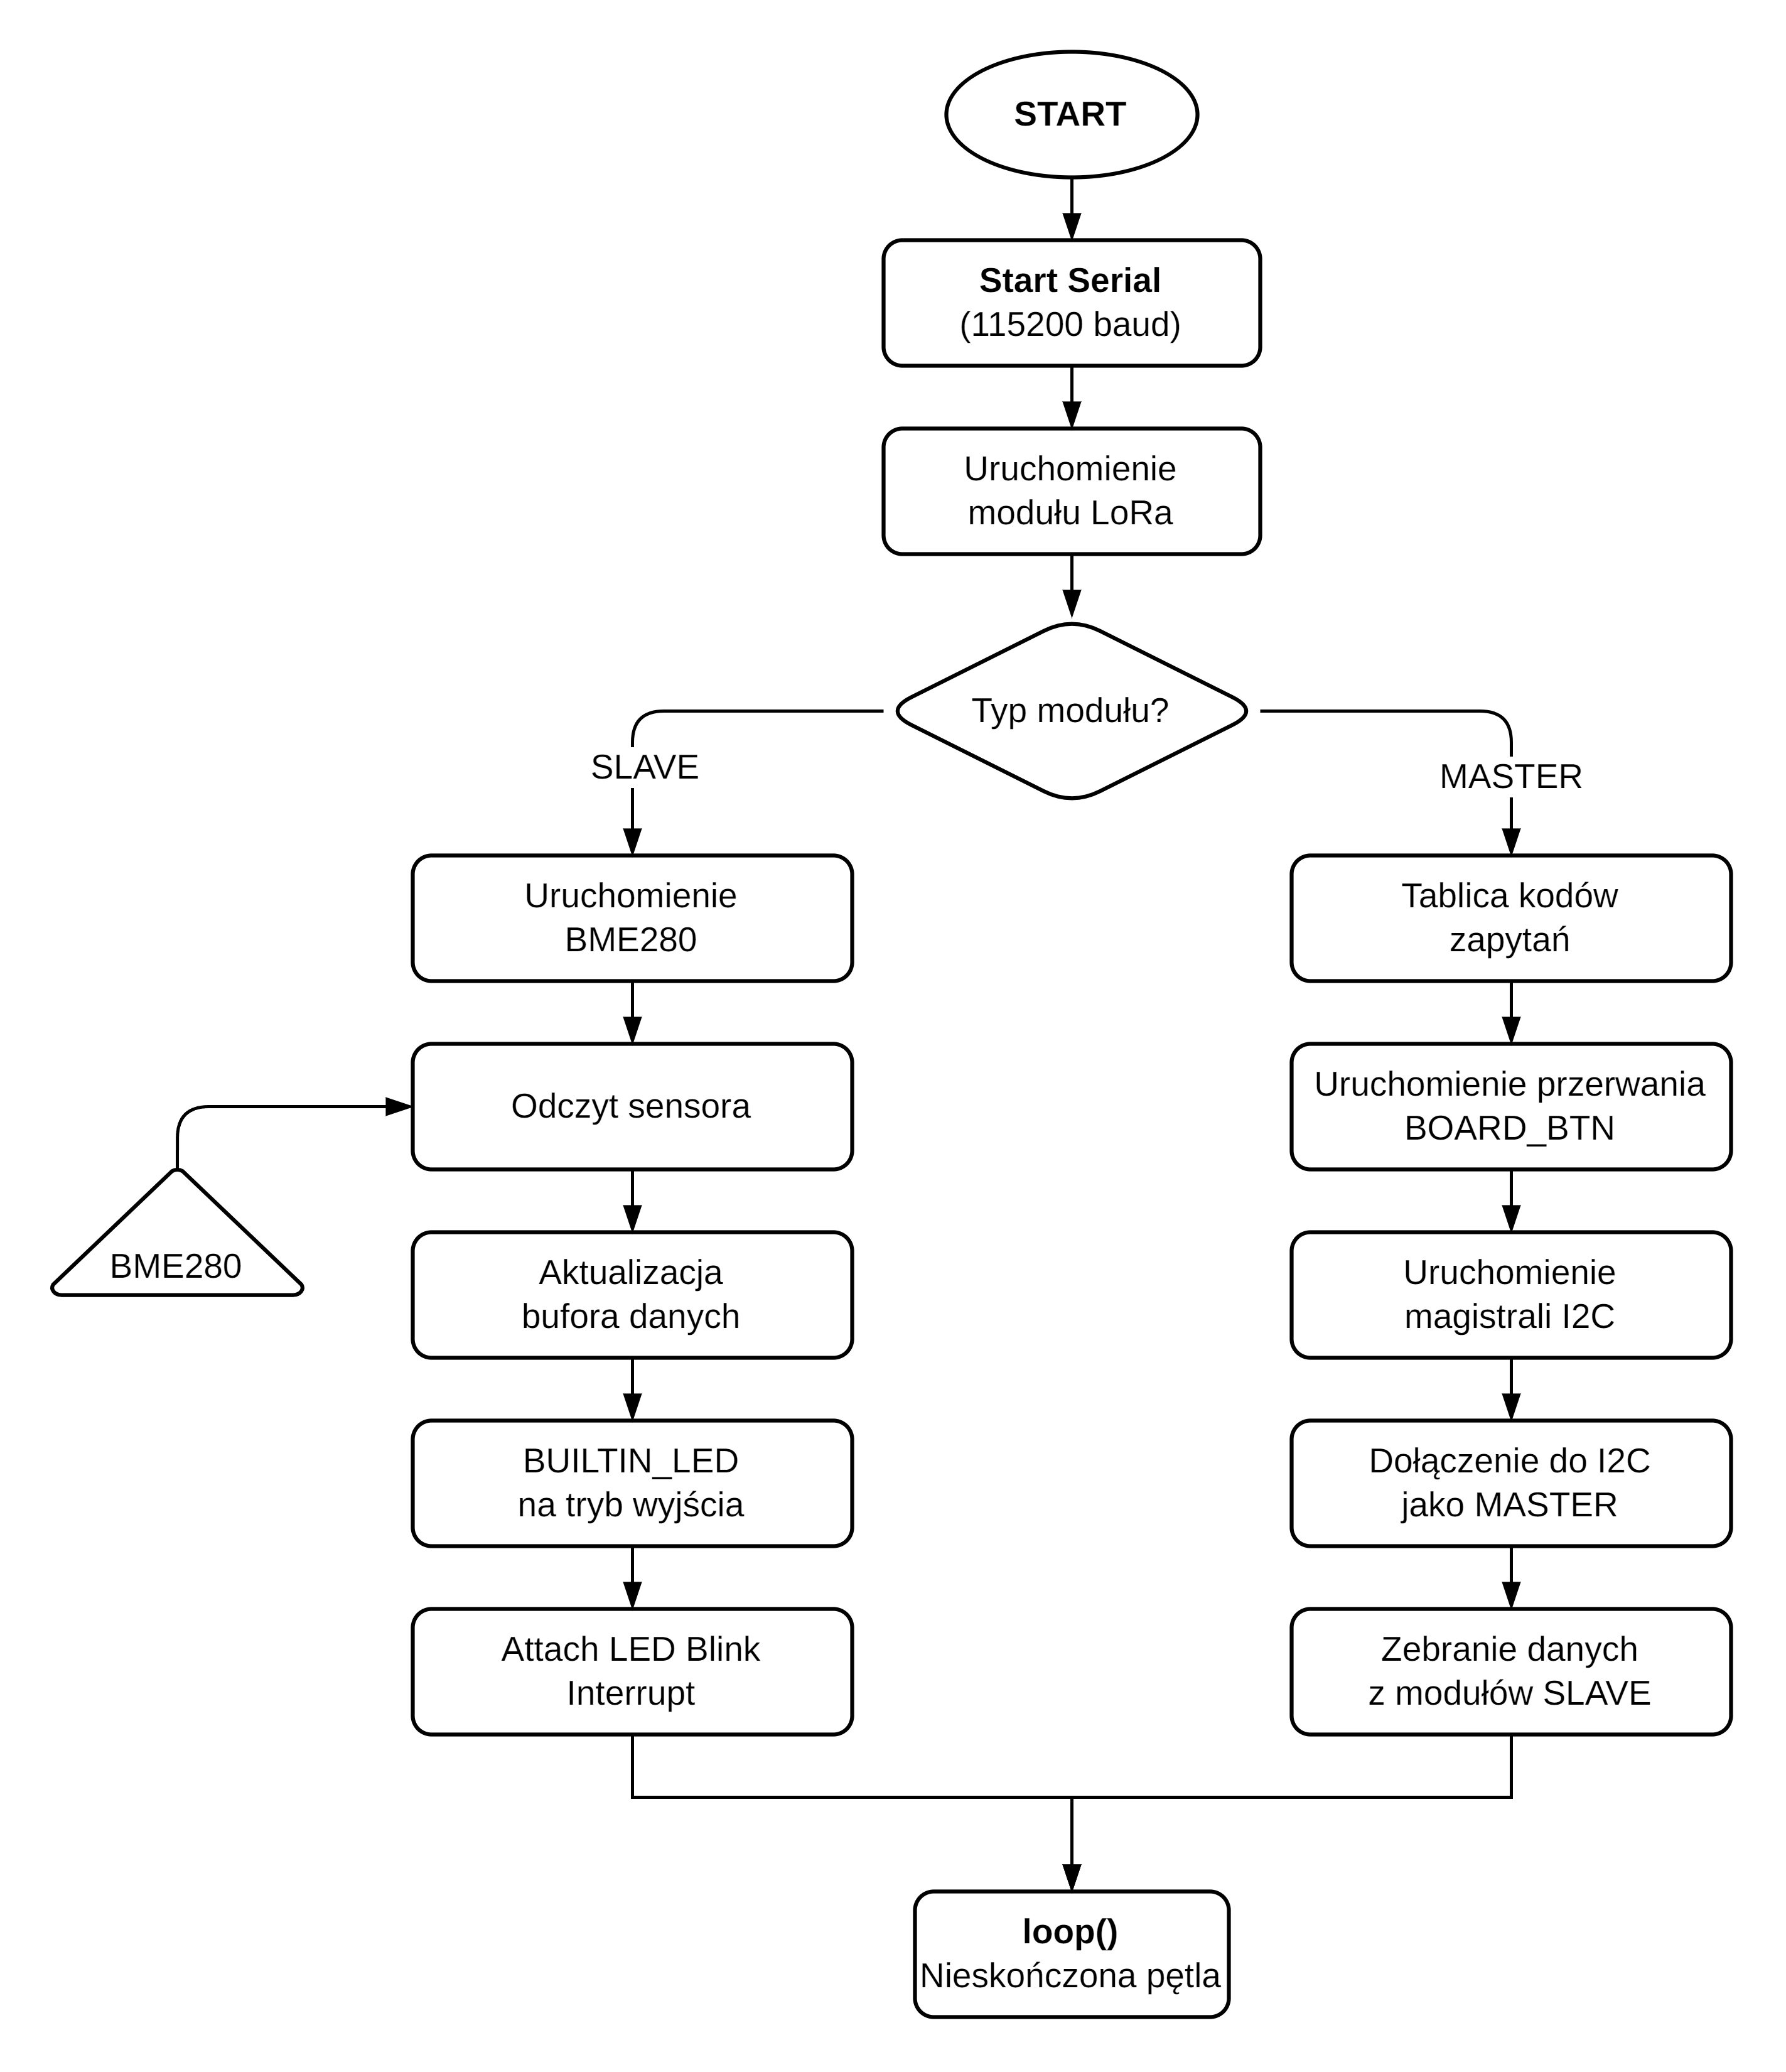 START
Start Serial
(115200 baud)
Uruchomienie
modułu LoRa
Typ modułu?
SLAVE
MASTER
Uruchomienie
BME280
Odczyt sensora
BME280
Aktualizacja
bufora danych
BUILTIN_LED
na tryb wyjścia
Attach LED Blink
Interrupt
Tablica kodów
zapytań
Uruchomienie przerwania
BOARD_BTN
Uruchomienie
magistrali I2C
Dołączenie do I2C
jako MASTER
Zebranie danych
z modułów SLAVE
loop()
Nieskończona pętla